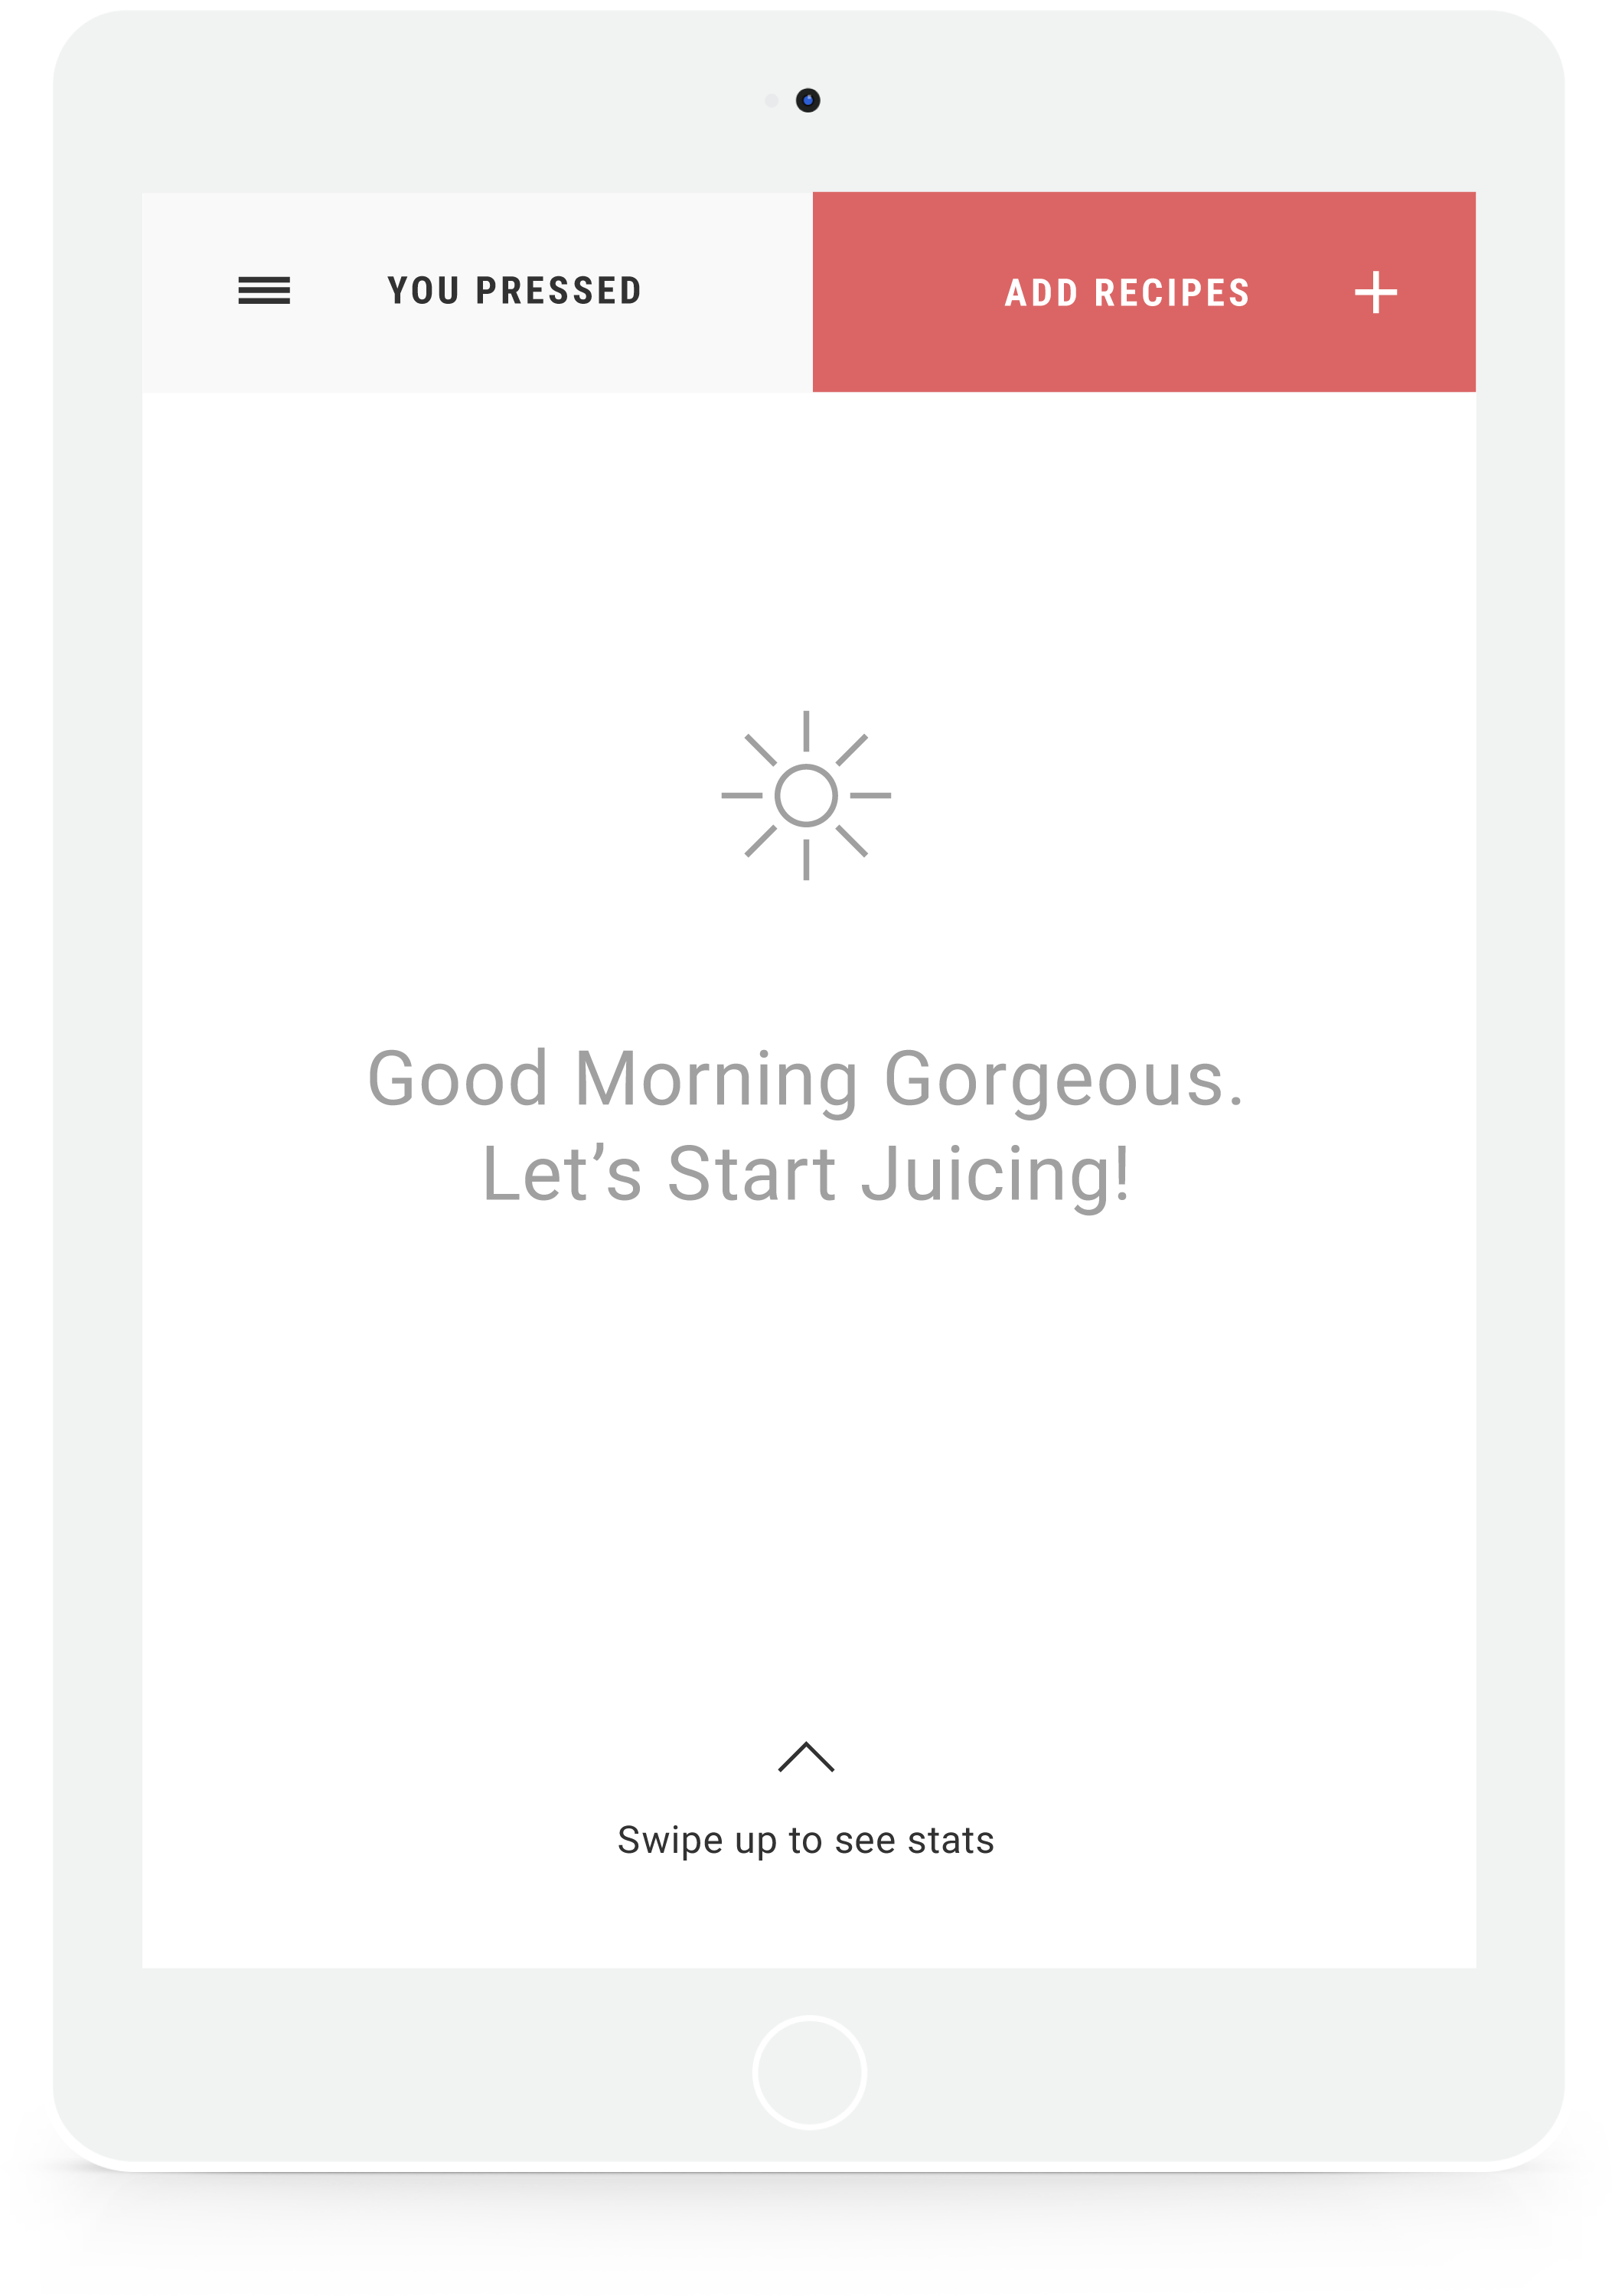 YOU PRESSED
ADD RECIPES
Good Morning Gorgeous.
Let’s Start Juicing!
Swipe up to see stats